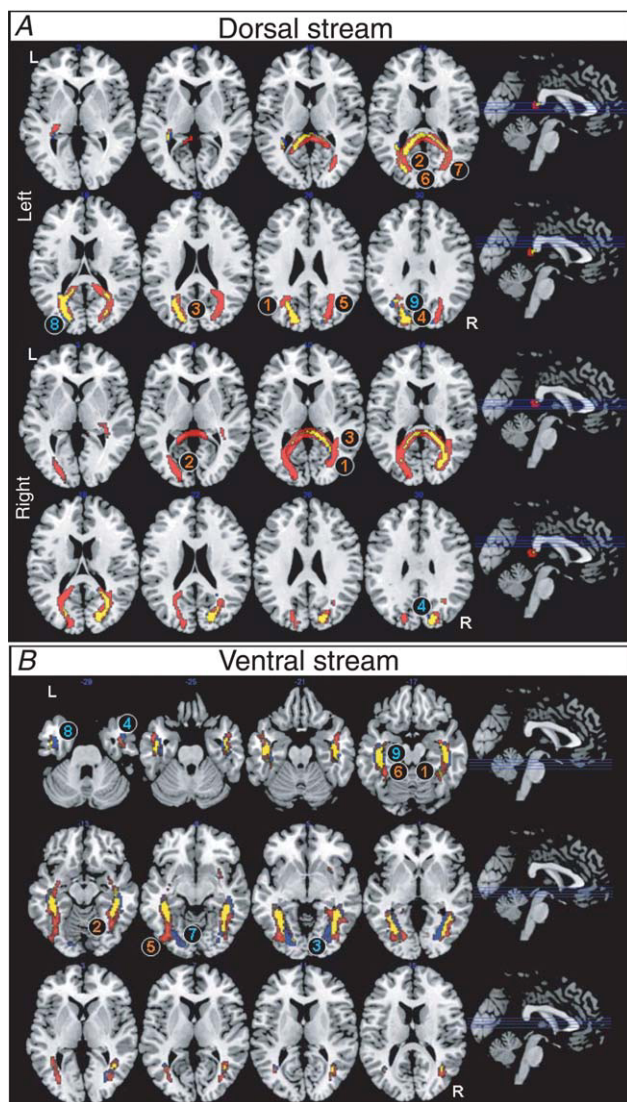 A Dorsal stream
L
2 6 7
Left
8 3 1 5 9 4
R
L
2 3 1
Right
4
R
B Ventral stream
-29 -25 -21 -17
L
8 4 9 6 1
-13
2 5 7 3
R